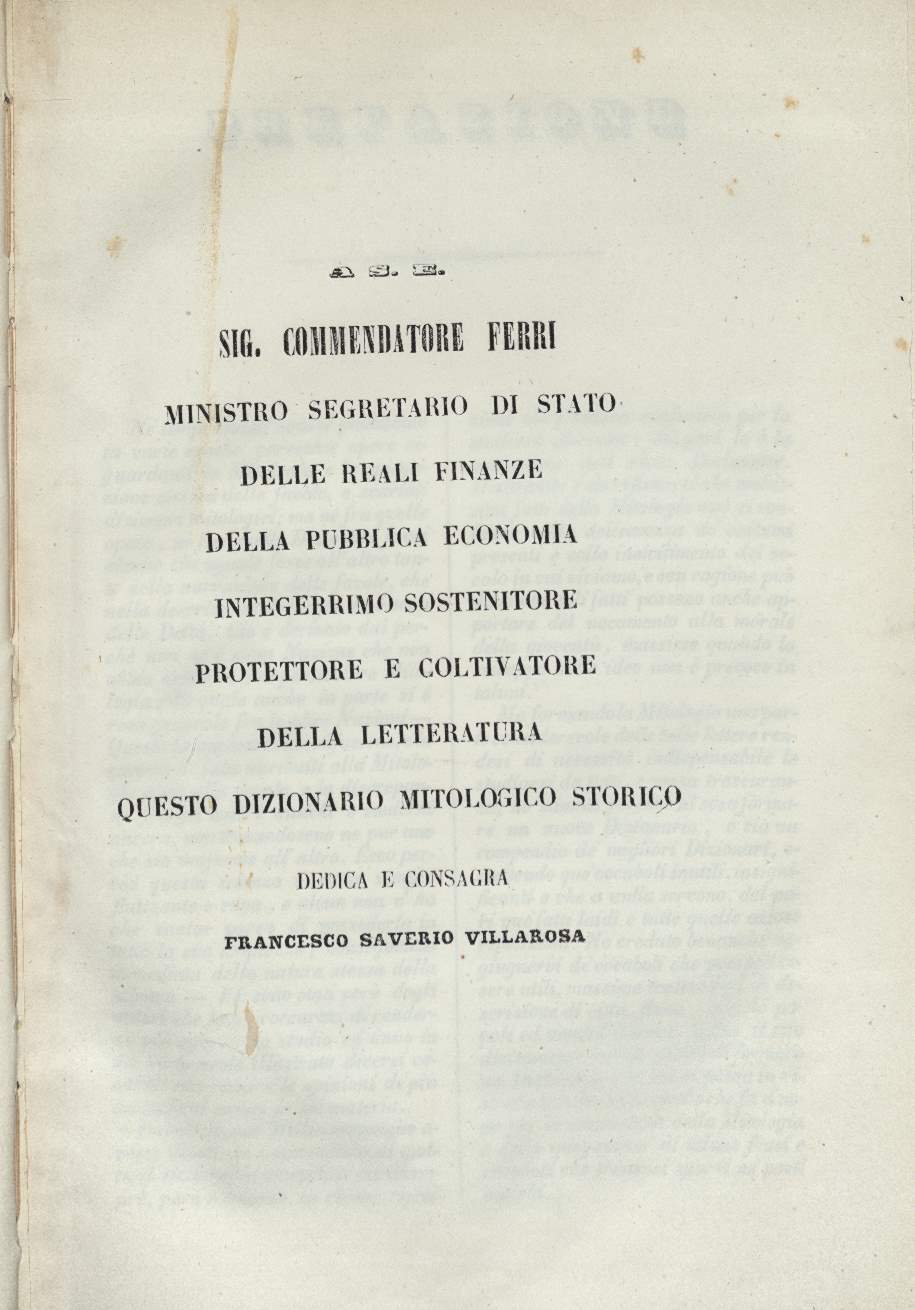 A S. E.
SIG. COMMENDATORE FERRI
MINISTRO SEGRETARIO DI STATO
DELLE REALI FINANZE
DELLA PUBBLICA ECONOMIA
INTEGERRIMO SOSTENITORE
PROTETTORE E COLTIVATORE
DELLA LETTERATURA
QUESTO DIZIONARIO MITOLOGICO STORICO
DEDICA E CONSAGRA
FRANCESCO SAVERIO VILLAROSA